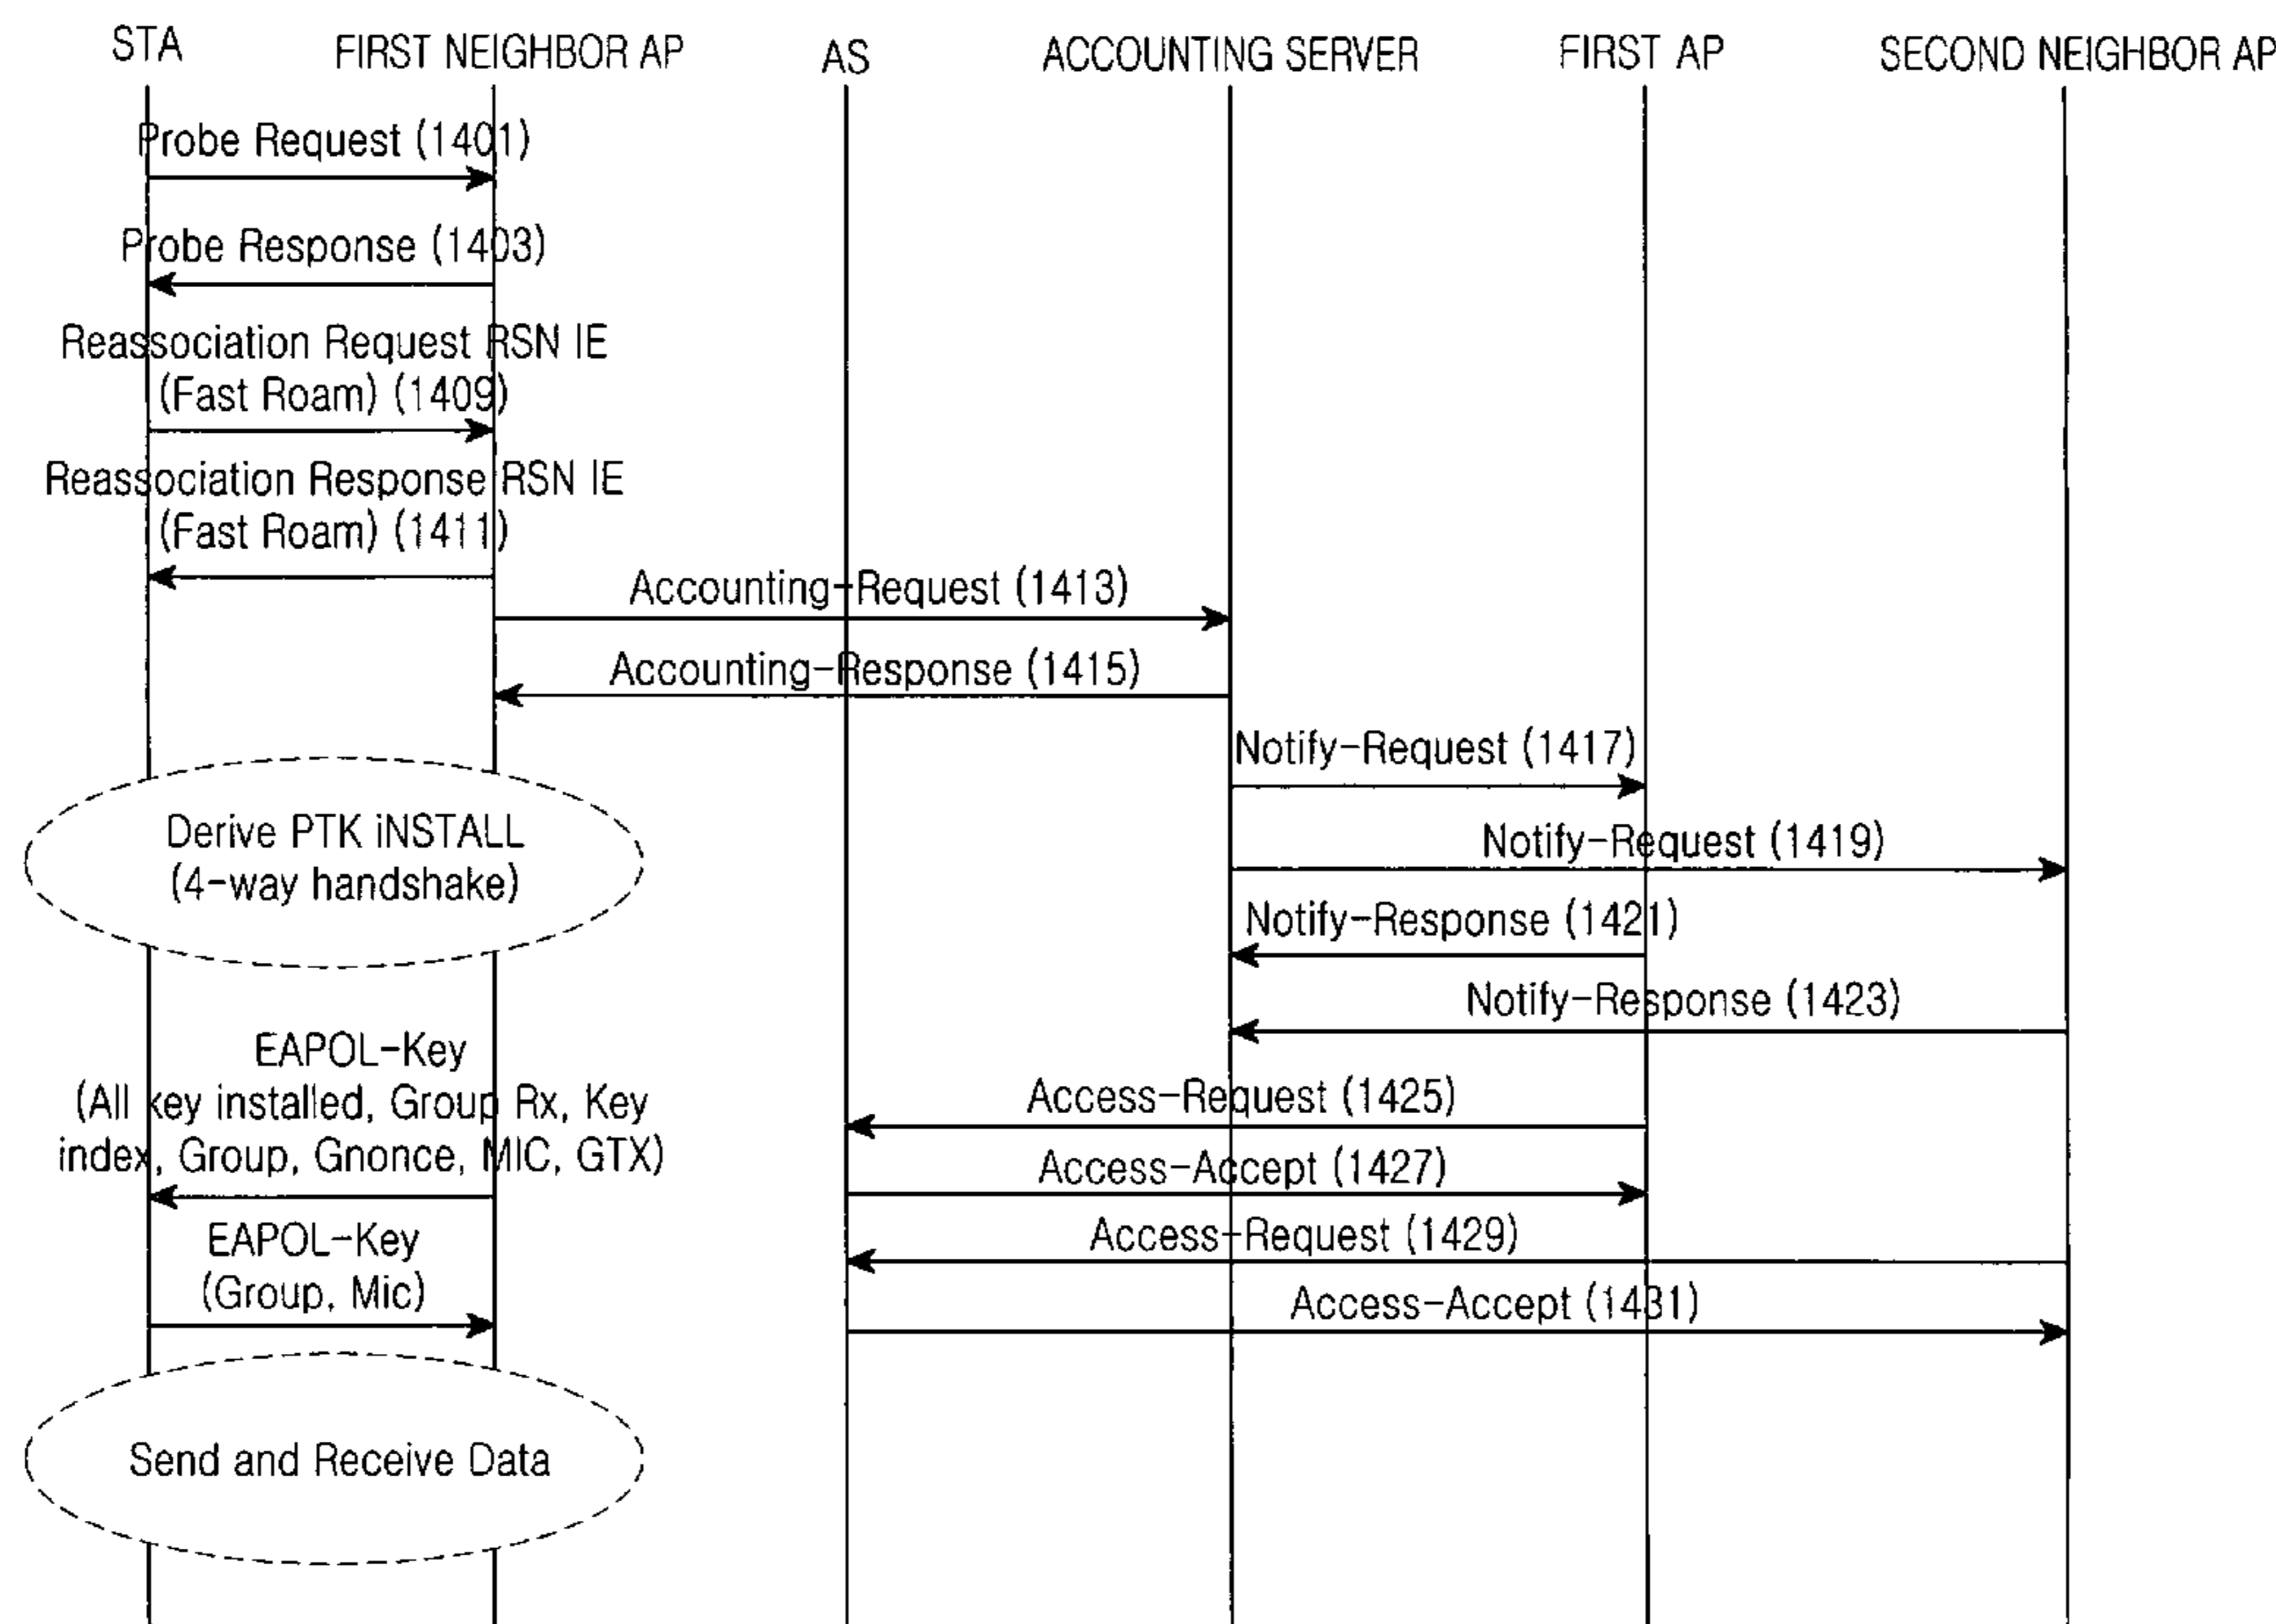 STA
FIRST NEIGHBOR AP
AS
ACCOUNTING SERVER
FIRST AP
SECOND NEIGHBOR AP
Probe Request (1401)
Probe Response (1403)
Reassociation Request RSN IE
(Fast Roam) (1409)
Reassociation Response RSN IE
(Fast Roam) (1411)
Accounting-Request (1413)
Accounting-Response (1415)
Notify-Request (1417)
Derive PTK iNSTALL
(4-way handshake)
Notify-Request (1419)
Notify-Response (1421)
Notify-Response (1423)
EAPOL-Key
(All key installed, Group Rx, Key
index, Group, Gnonce, MIC, GTX)
Access-Request (1425)
Access-Accept (1427)
Access-Request (1429)
EAPOL-Key
(Group, Mic)
Access-Accept (1431)
Send and Receive Data